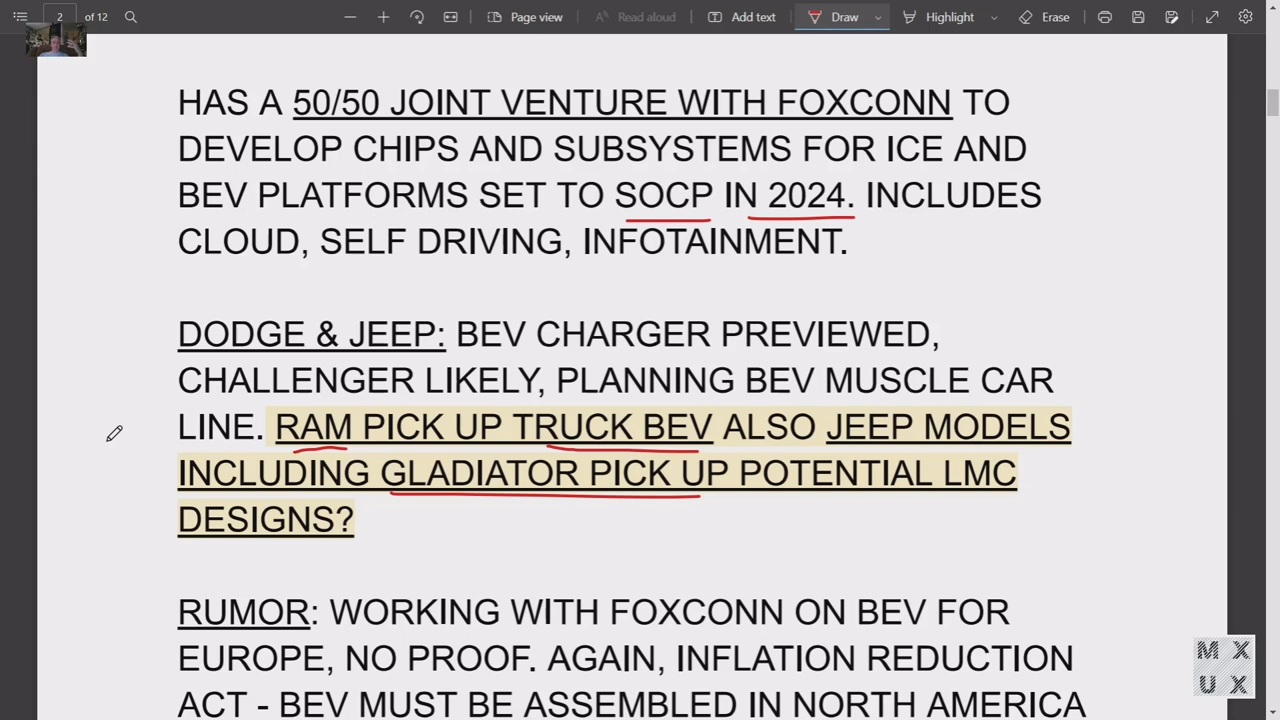 2 of 12
Page view
Read aloud
Add text
Draw
Highlight
Erase
HAS A 50/50 JOINT VENTURE WITH FOXCONN TO
DEVELOP CHIPS AND SUBSYSTEMS FOR ICE AND
BEV PLATFORMS SET TO SOCP IN 2024. INCLUDES
CLOUD, SELF DRIVING, INFOTAINMENT.
DODGE & JEEP: BEV CHARGER PREVIEWED,
CHALLENGER LIKELY, PLANNING BEV MUSCLE CAR
LINE. RAM PICK UP TRUCK BEV ALSO JEEP MODELS
INCLUDING GLADIATOR PICK UP POTENTIAL LMC
DESIGNS?
RUMOR: WORKING WITH FOXCONN ON BEV FOR
EUROPE, NO PROOF. AGAIN, INFLATION REDUCTION
ACT - BEV MUST BE ASSEMBLED IN NORTH AMERICA
M X
U X